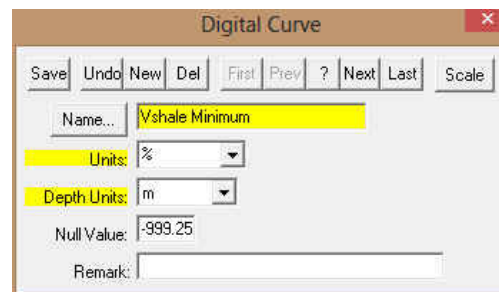 Digital Curve
Save Undo New Del First Prev ? Next Last Scale
Name... Vshale Minimum
Units: %
Depth Units: m
Null Value: -999.25
Remark: